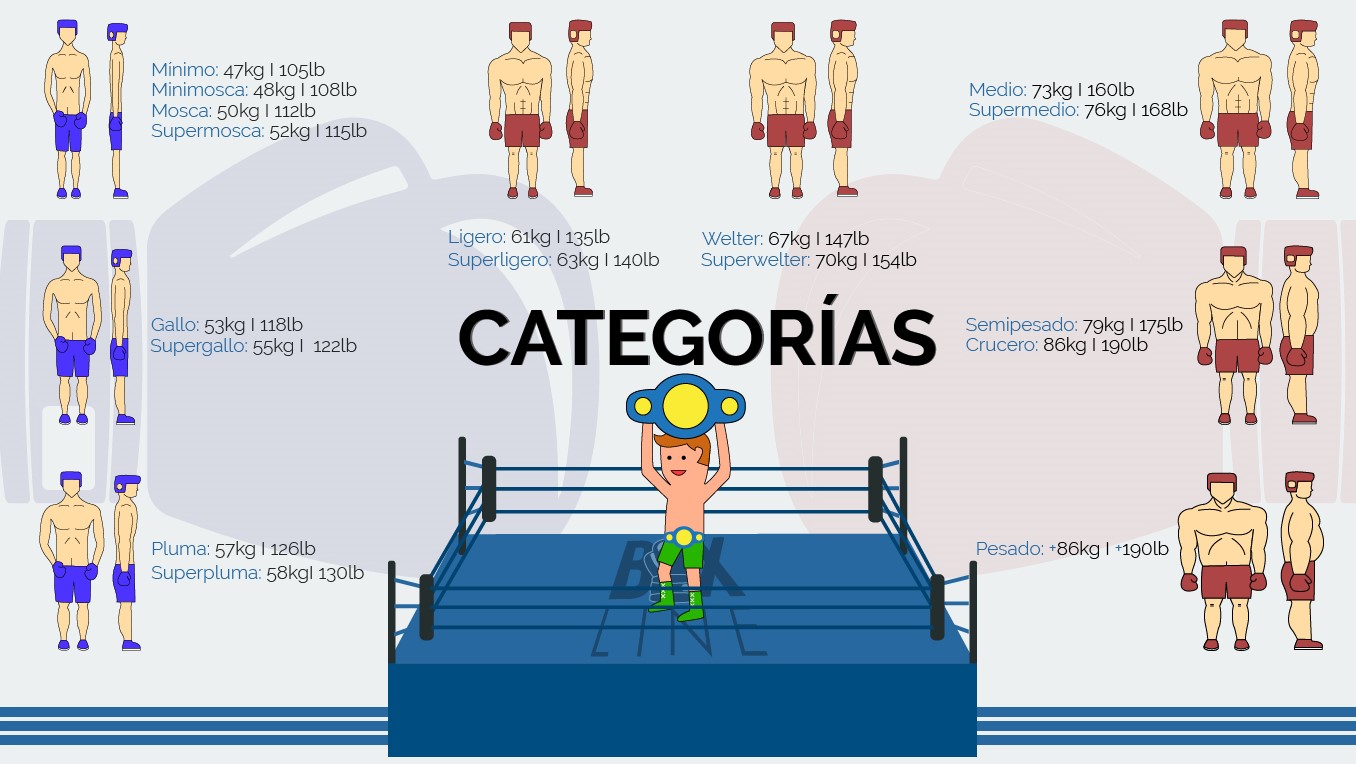 Mínimo: 47kg I 105lb
Minimosca: 48kg I 108lb
Mosca: 50kg I 112lb
Supermosca: 52kg I 115lb
Gallo: 53kg I 118lb
Supergallo: 55kg I 122lb
Pluma: 57kg I 126lb
Superpluma: 58kgI 130lb
Ligero: 61kg I 135lb
Superligero: 63kg I 140lb
Welter: 67kg I 147lb
Superwelter: 70kg I 154lb
CATEGORÍAS
Medio: 73kg I 160lb
Supermedio: 76kg I 168lb
Semipesado: 79kg I 175lb
Crucero: 86kg I 190lb
Pesado: +86kg I +190lb
LINE